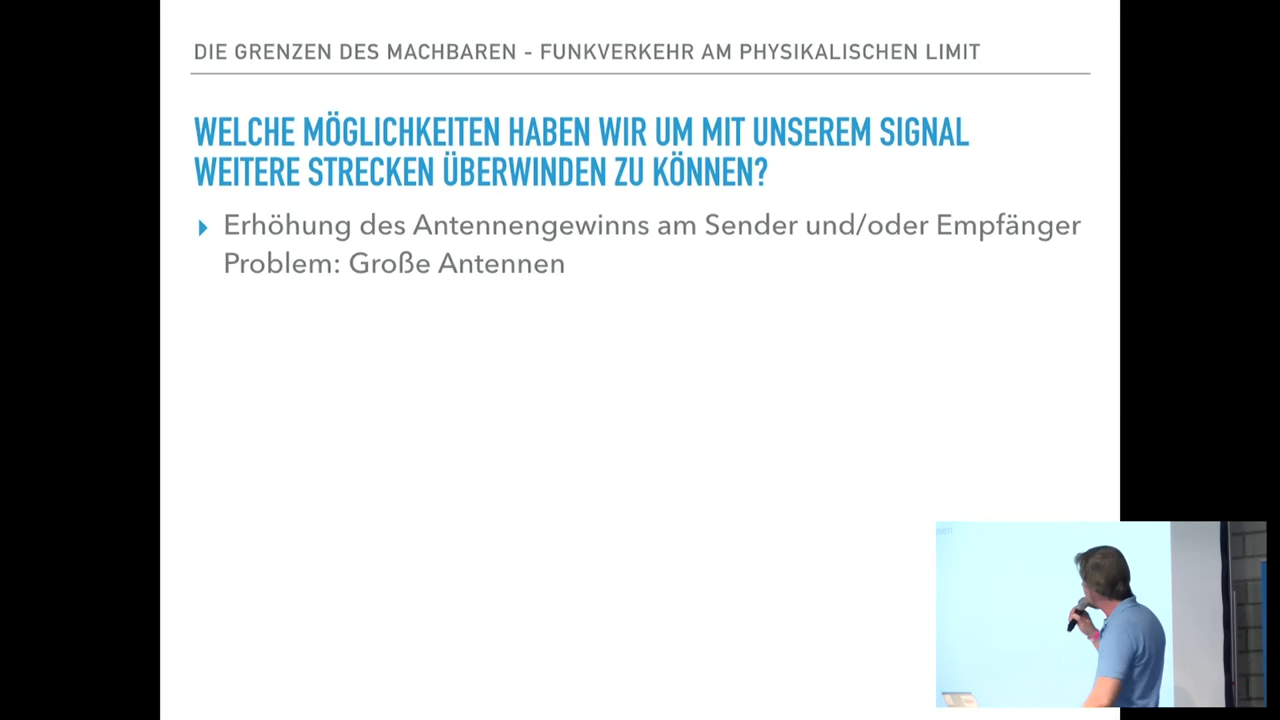 DIE GRENZEN DES MACHBAREN - FUNKVERKEHR AM PHYSIKALISCHEN LIMIT
WELCHE MÖGLICHKEITEN HABEN WIR UM MIT UNSEREM SIGNAL
WEITERE STRECKEN ÜBERWINDEN ZU KÖNNEN?
Erhöhung des Antennengewinns am Sender und/oder Empfänger
Problem: Große Antennen